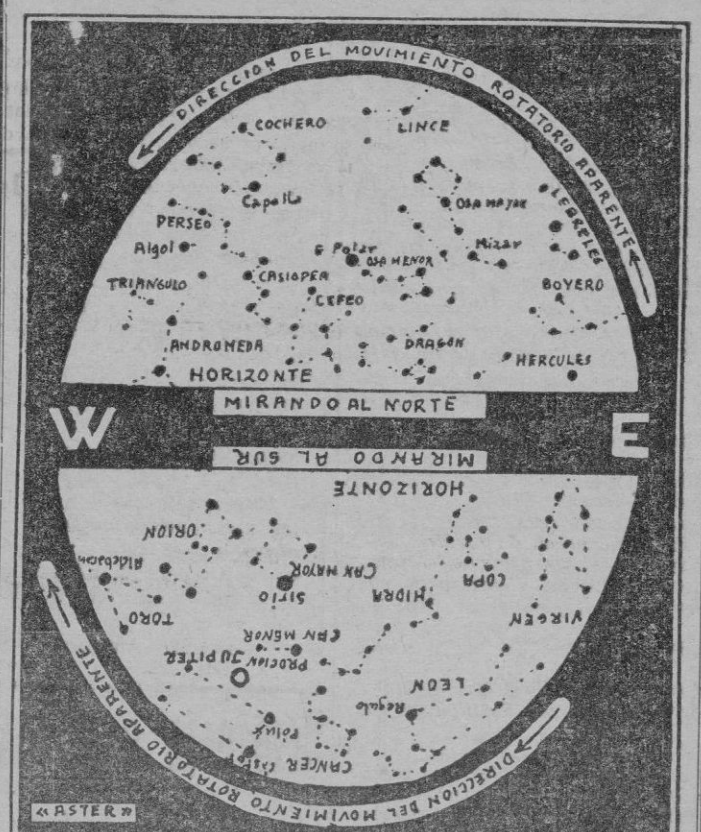 DIRECCION DEL MOVIMIENTO ROTATORIO APARENTE
COCHERO
LINCE
Capella
OSA MAYOR
LEBRELES
PERSEO
Algol
Polar
OSA MENOR
Mizar
TRIANGULO
CASIOPEA
CEFEO
BOYERO
ANDROMEDA
DRAGON
HERCULES
HORIZONTE
MIRANDO AL NORTE
W
E
MIRANDO AL SUR
HORIZONTE
ORION
Aldebaran
CAN MAYOR
SIRIO
COPA
HIDRA
TORO
VIRGEN
CAN MENOR
PROCION
JUPITER
LEON
Regulo
Polux
Castor
CANCER
DIRECCION DEL MOVIMIENTO ROTATORIO APARENTE
«ASTER»